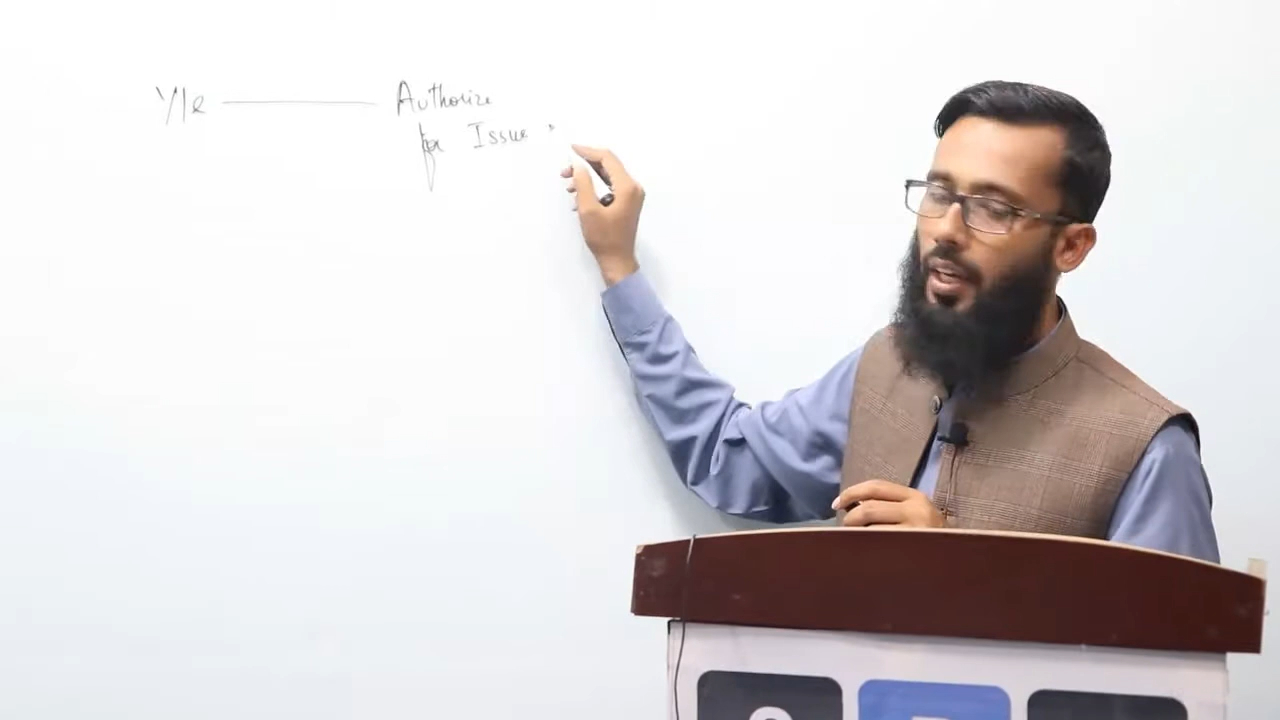 Y/e ——— Authorize
for Issue "